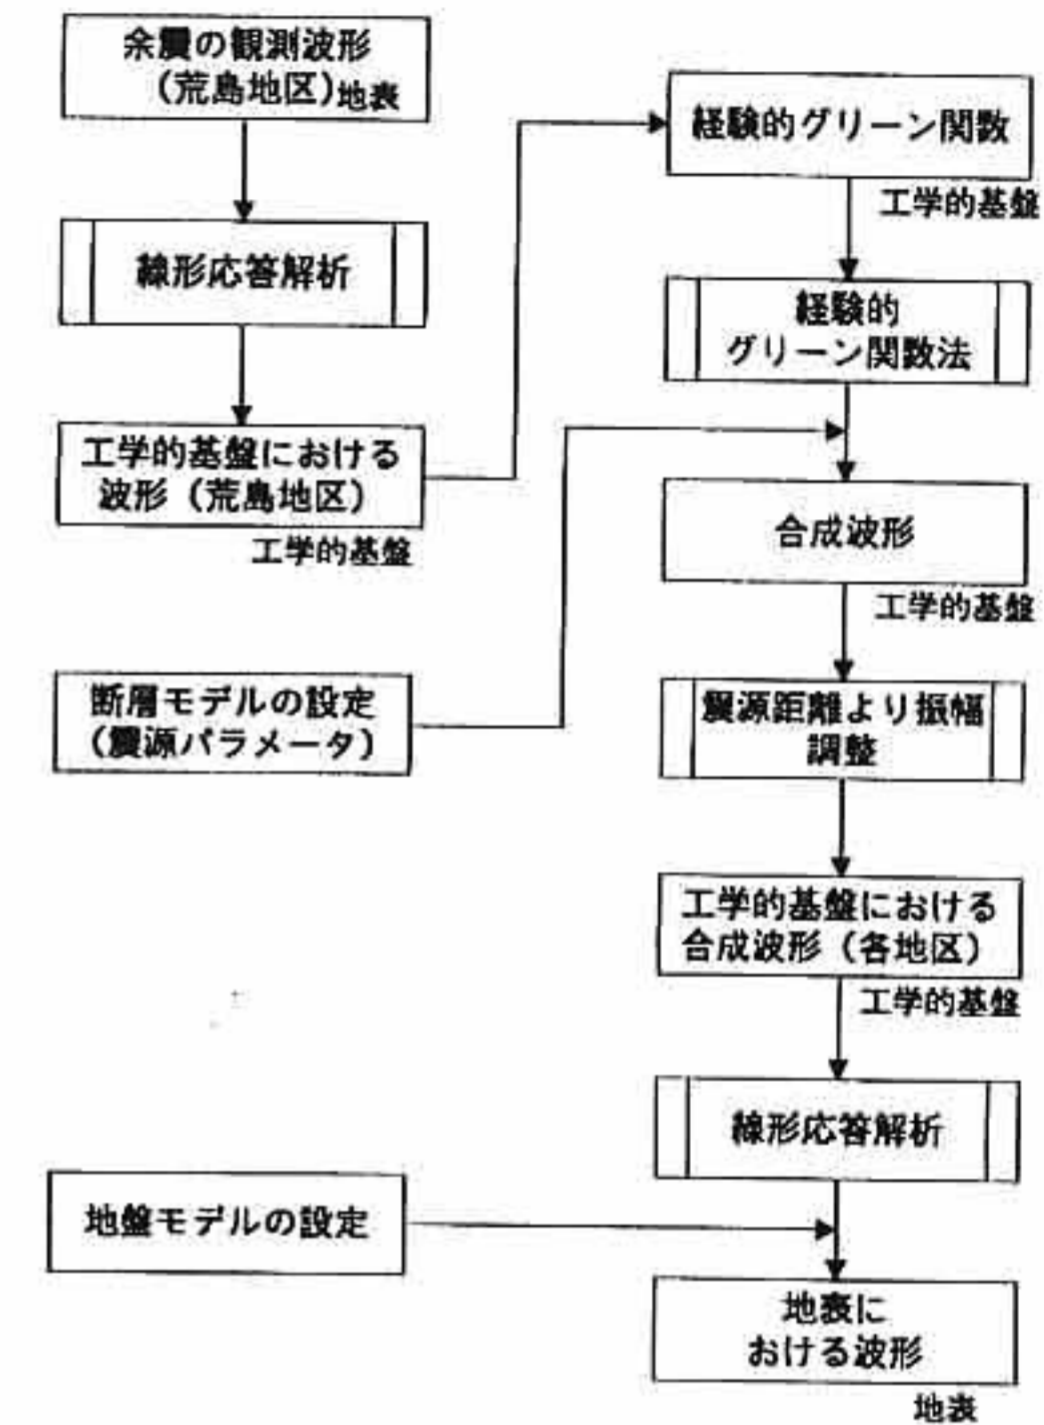 余震の観測波形
(荒島地区)地表
線形応答解析
工学的基盤における
波形（荒島地区）
工学的基盤
断層モデルの設定
（震源パラメータ）
地盤モデルの設定
経験的グリーン関数
工学的基盤
経験的
グリーン関数法
合成波形
工学的基盤
震源距離より振幅
調整
工学的基盤における
合成波形（各地区）
工学的基盤
線形応答解析
地表に
おける波形
地表